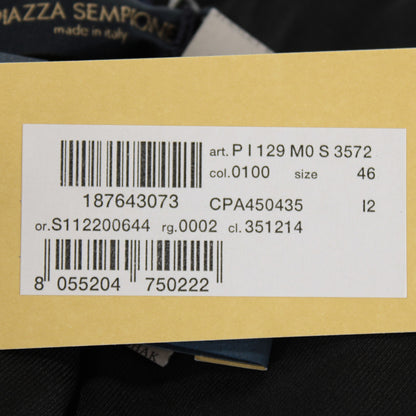 PIAZZA SEMPIONE
made in italy
art. P I 129 M0 S 3572
col. 0100 size 46
187643073 CPA450435 I2
or. S112200644 rg. 0002 cl. 351214
8 055204 750222